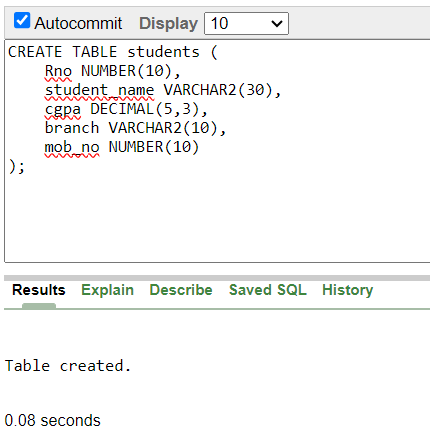 Autocommit Display 10
CREATE TABLE students (
    Rno NUMBER(10),
    student_name VARCHAR2(30),
    cgpa DECIMAL(5,3),
    branch VARCHAR2(10),
    mob_no NUMBER(10)
);
Results Explain Describe Saved SQL History
Table created.
0.08 seconds